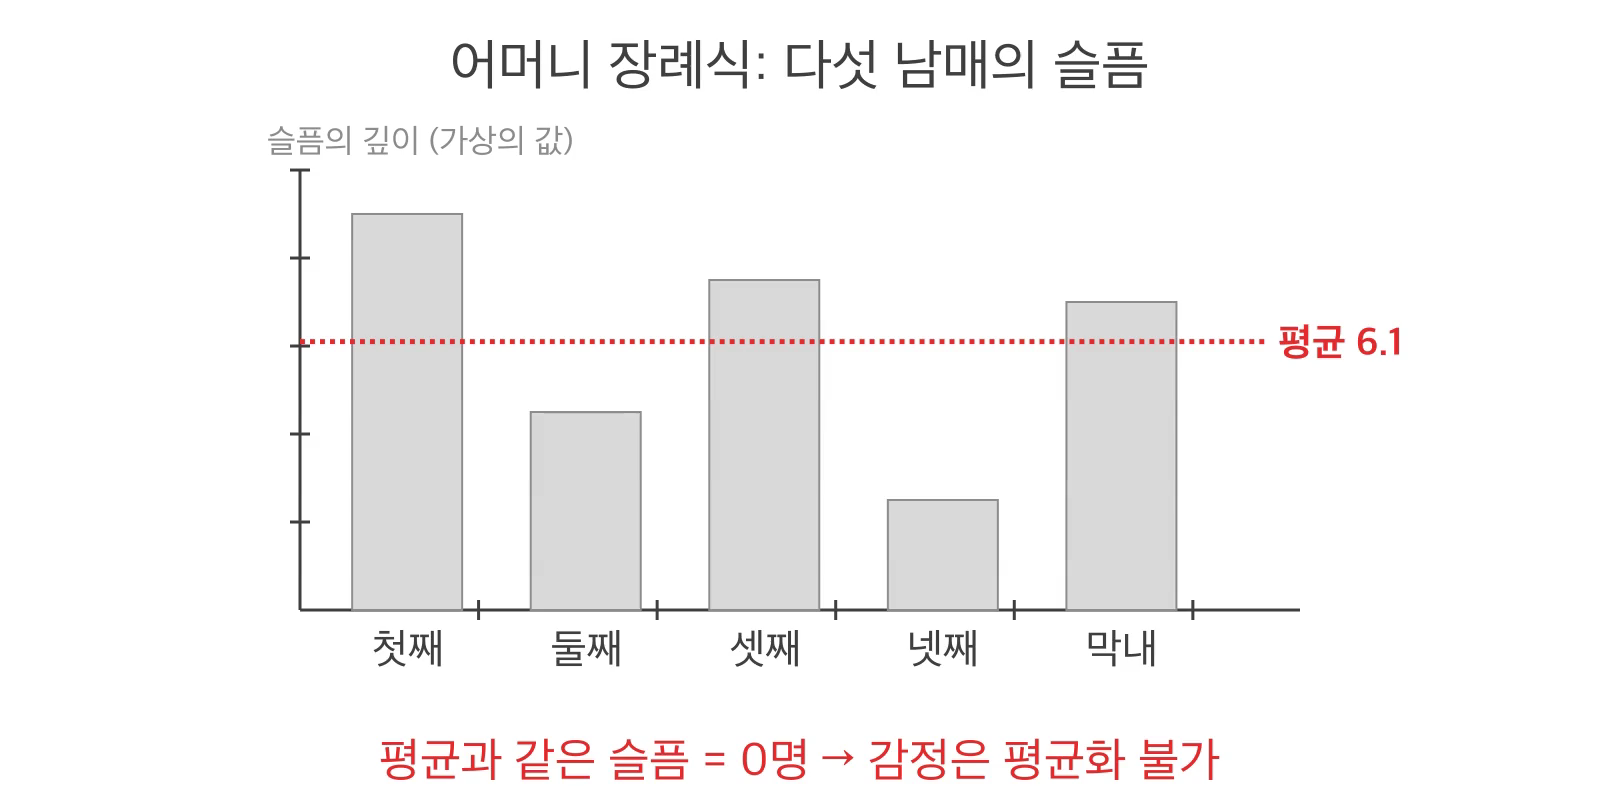 어머니 장례식: 다섯 남매의 슬픔
슬픔의 깊이 (가상의 값)
평균 6.1
첫째 둘째 셋째 넷째 막내
평균과 같은 슬픔 = 0명 → 감정은 평균화 불가